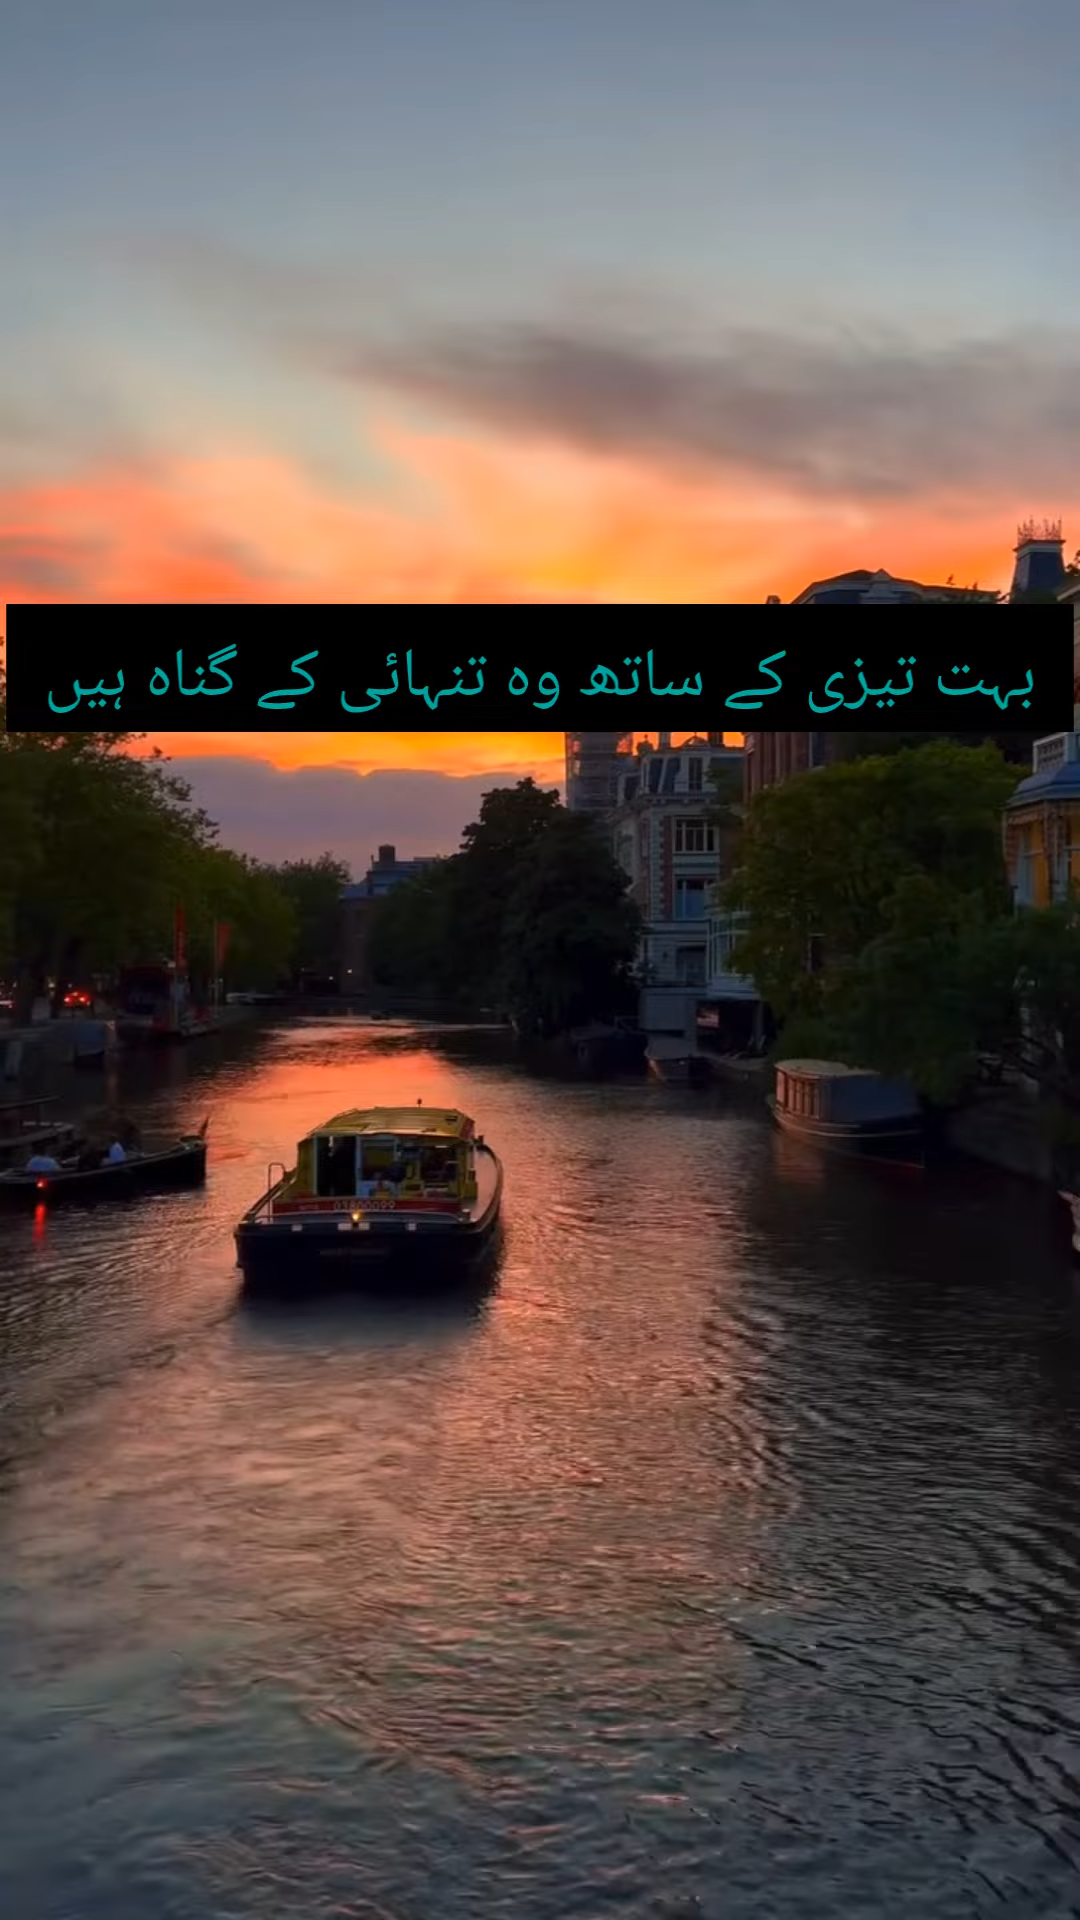 بہت تیزی کے ساتھ وہ تنہائی کے گناہ ہیں